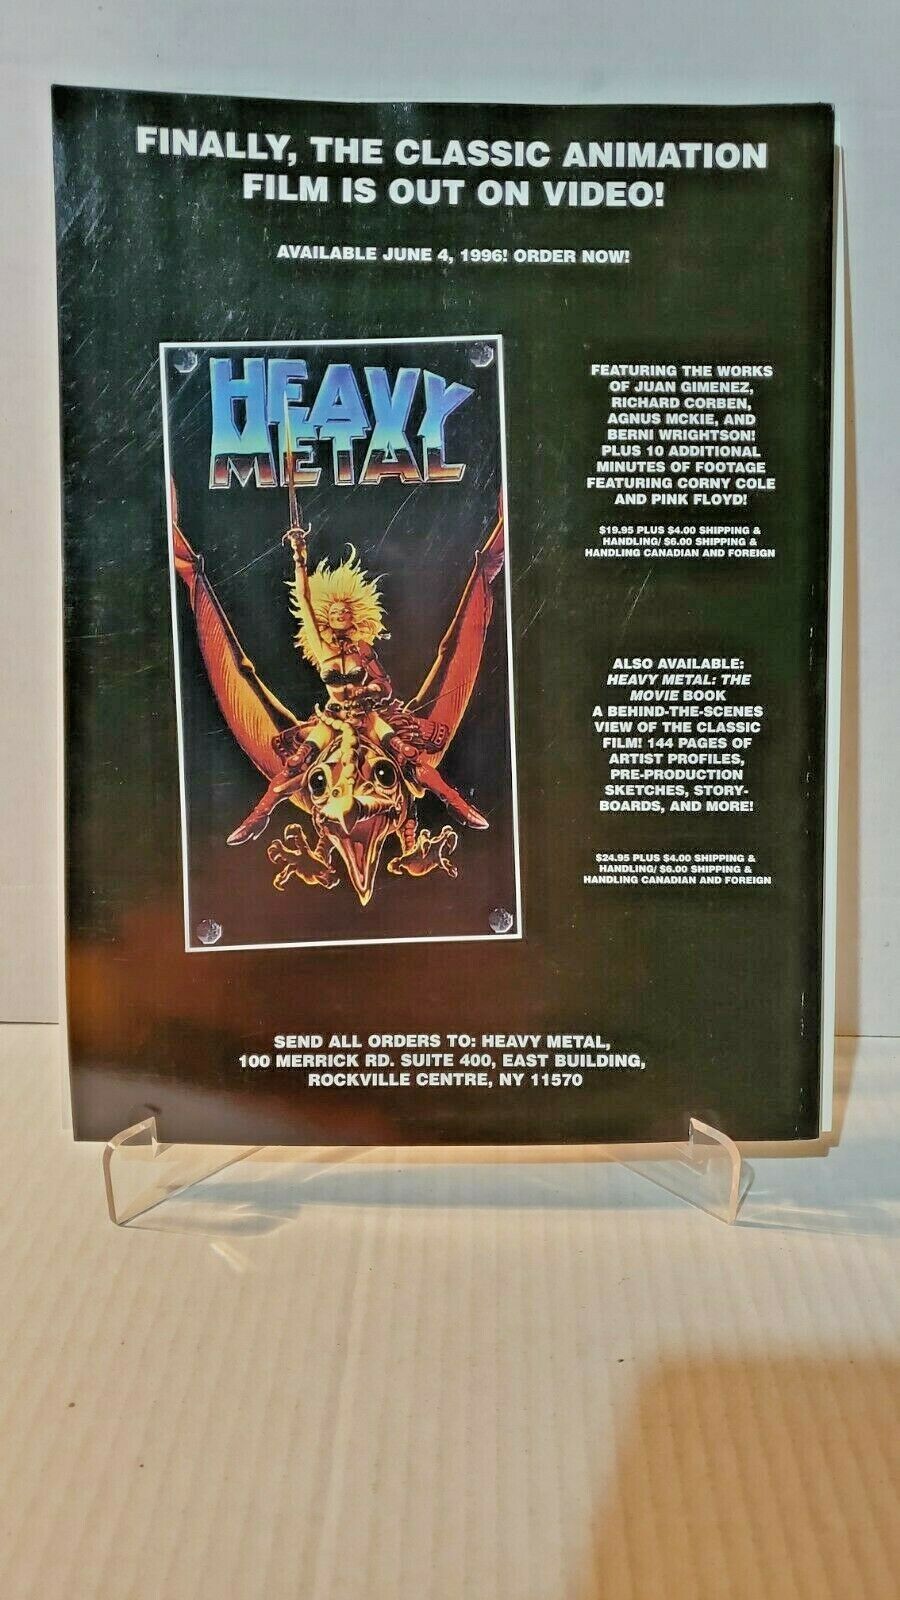 FINALLY, THE CLASSIC ANIMATION
FILM IS OUT ON VIDEO!
AVAILABLE JUNE 4, 1996! ORDER NOW!
HEAVY
METAL
FEATURING THE WORKS
OF JUAN GIMENEZ,
RICHARD CORBEN,
AGNUS MCKIE, AND
BERNI WRIGHTSON!
PLUS 10 ADDITIONAL
MINUTES OF FOOTAGE
FEATURING CORNY COLE
AND PINK FLOYD!
$19.95 PLUS $4.00 SHIPPING &
HANDLING/ $6.00 SHIPPING &
HANDLING CANADIAN AND FOREIGN
ALSO AVAILABLE:
HEAVY METAL: THE
MOVIE BOOK
A BEHIND-THE-SCENES
VIEW OF THE CLASSIC
FILM! 144 PAGES OF
ARTIST PROFILES,
PRE-PRODUCTION
SKETCHES, STORY-
BOARDS, AND MORE!
$24.95 PLUS $4.00 SHIPPING &
HANDLING/ $6.00 SHIPPING &
HANDLING CANADIAN AND FOREIGN
SEND ALL ORDERS TO: HEAVY METAL,
100 MERRICK RD. SUITE 400, EAST BUILDING,
ROCKVILLE CENTRE, NY 11570